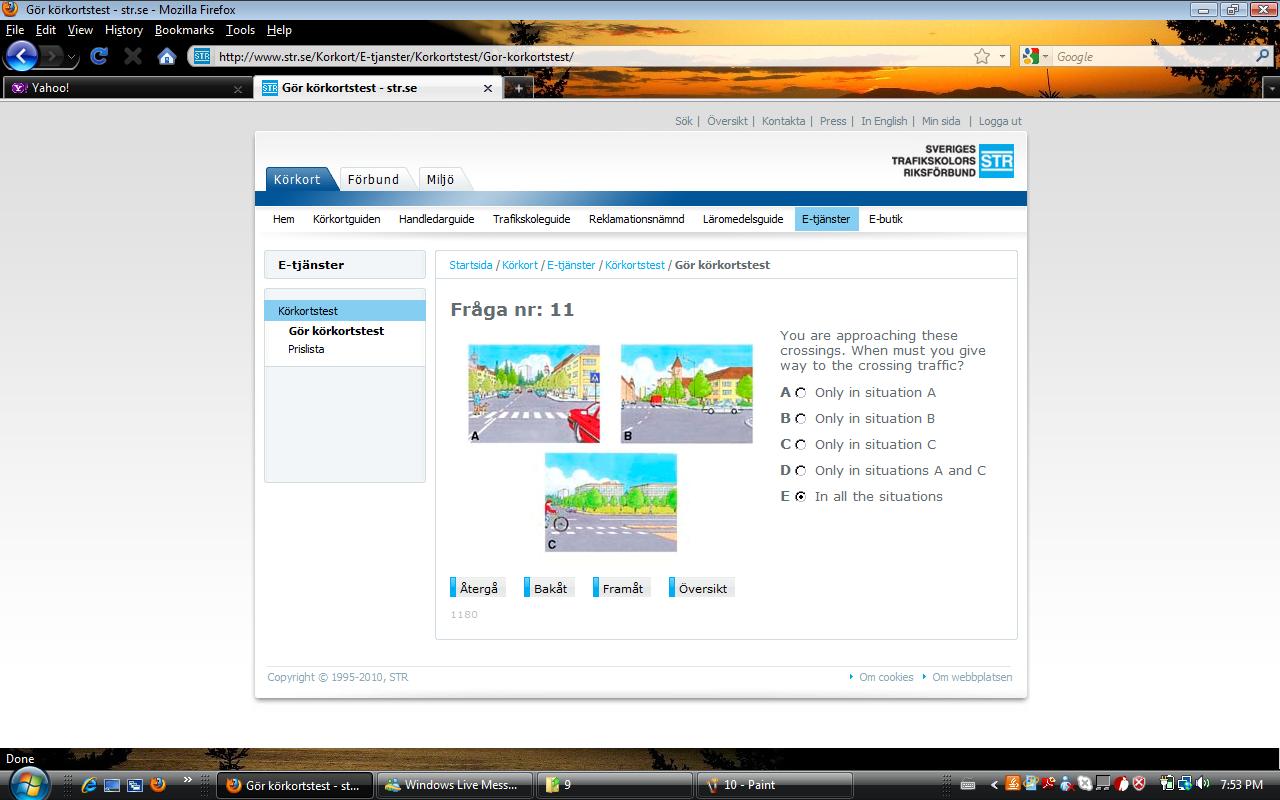 Gör körkortstest - str.se - Mozilla Firefox
File Edit View History Bookmarks Tools Help
STR http://www.str.se/Korkort/E-tjanster/Korkortstest/Gor-korkortstest/ Google
Yahoo! STR Gör körkortstest - str.se
Sök | Översikt | Kontakta | Press | In English | Min sida | Logga ut
SVERIGES
TRAFIKSKOLORS STR
RIKSFÖRBUND
Körkort Förbund Miljö
Hem Körkortguiden Handledarguide Trafikskoleguide Reklamationsnämnd Läromedelsguide E-tjänster E-butik
E-tjänster
Körkortstest
Gör körkortstest
Prislista
Startsida / Körkort / E-tjänster / Körkortstest / Gör körkortstest
Fråga nr: 11
A
B
C
You are approaching these
crossings. When must you give
way to the crossing traffic?
A Only in situation A
B Only in situation B
C Only in situation C
D Only in situations A and C
E In all the situations
Återgå Bakåt Framåt Översikt
1180
Copyright © 1995-2010, STR Om cookies Om webbplatsen
Done
Gör körkortstest - st... Windows Live Mess... 9 10 - Paint 7:53 PM